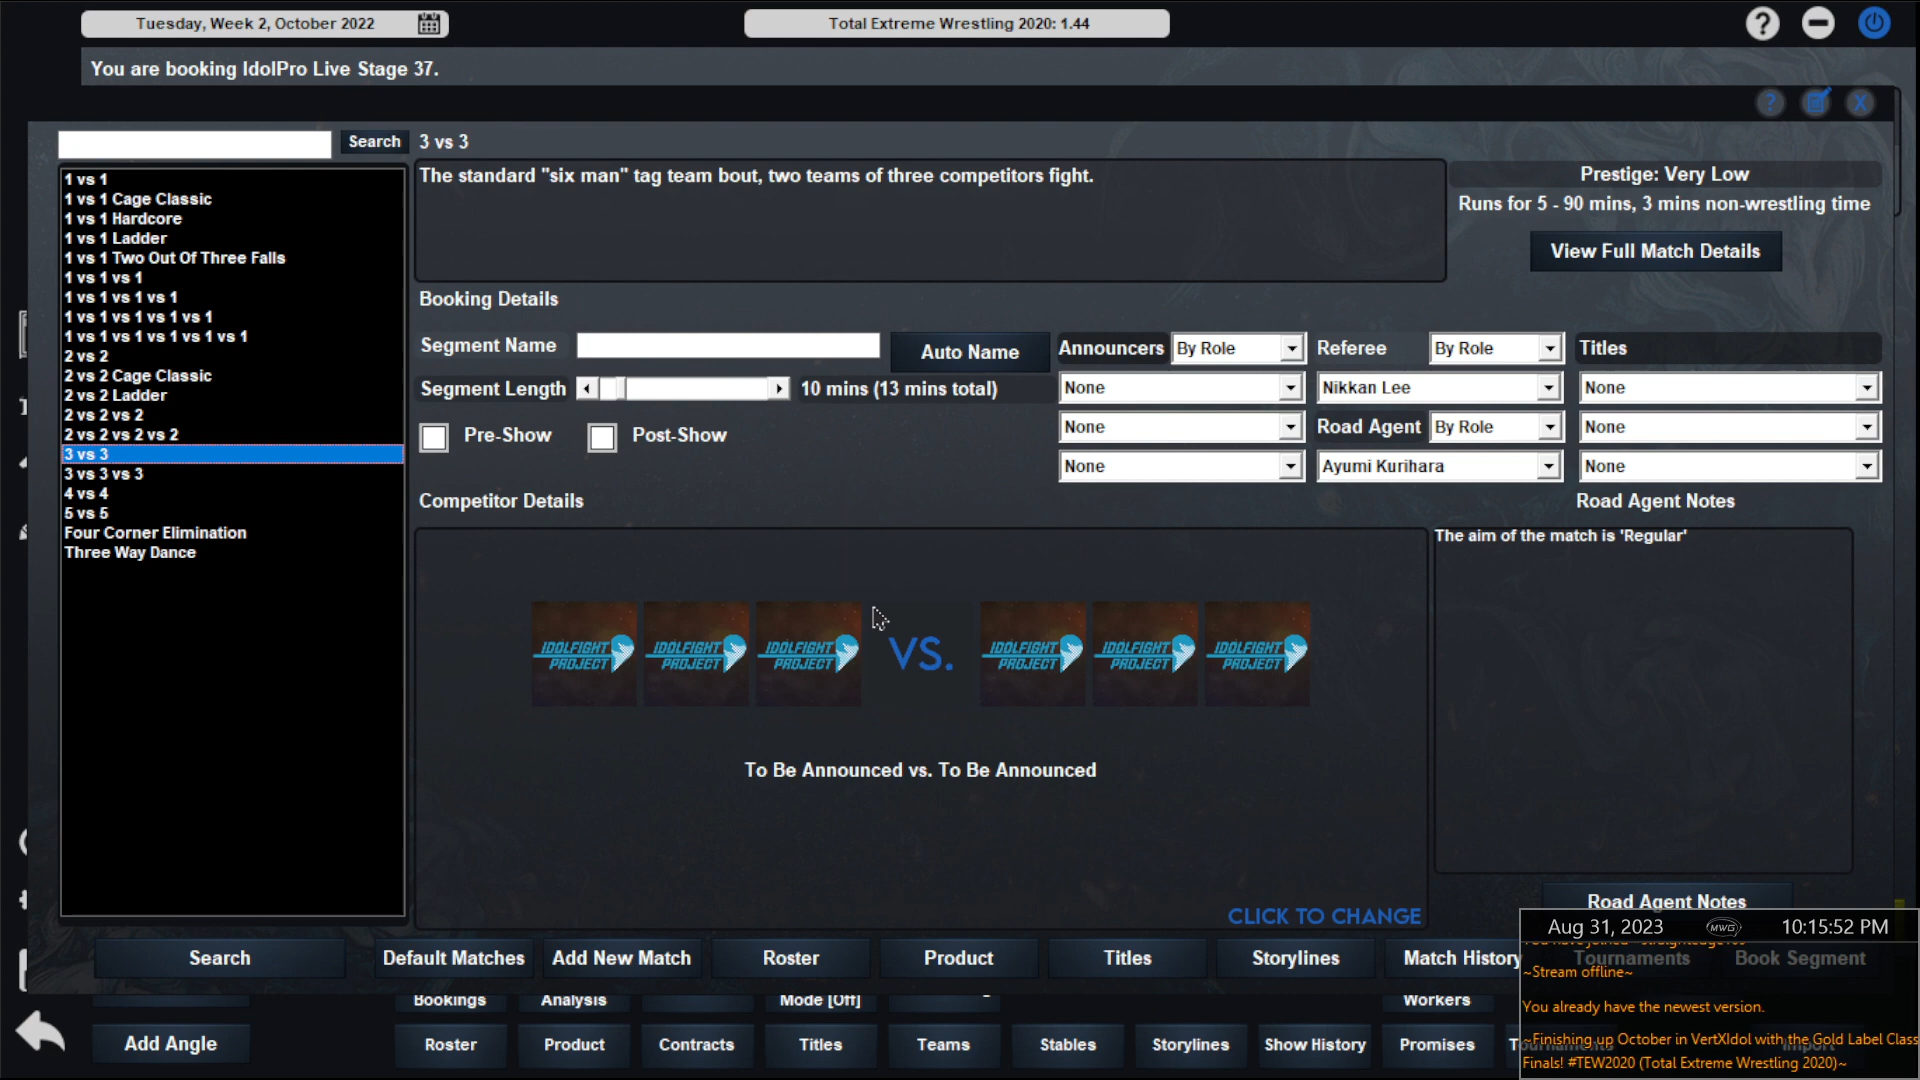 Tuesday, Week 2, October 2022
Total Extreme Wrestling 2020: 1.44
You are booking IdolPro Live Stage 37.
Search
3 vs 3
1 vs 1
1 vs 1 Cage Classic
1 vs 1 Hardcore
1 vs 1 Ladder
1 vs 1 Two Out Of Three Falls
1 vs 1 vs 1
1 vs 1 vs 1 vs 1
1 vs 1 vs 1 vs 1 vs 1
1 vs 1 vs 1 vs 1 vs 1 vs 1
2 vs 2
2 vs 2 Cage Classic
2 vs 2 Ladder
2 vs 2 vs 2
2 vs 2 vs 2 vs 2
3 vs 3
3 vs 3 vs 3
4 vs 4
5 vs 5
Four Corner Elimination
Three Way Dance
The standard "six man" tag team bout, two teams of three competitors fight.
Prestige: Very Low
Runs for 5 - 90 mins, 3 mins non-wrestling time
View Full Match Details
Booking Details
Segment Name
Auto Name
Segment Length
10 mins (13 mins total)
Pre-Show
Post-Show
Announcers
By Role
None
None
None
Referee
By Role
Nikkan Lee
Road Agent
By Role
Ayumi Kurihara
Titles
None
None
None
Competitor Details
Road Agent Notes
The aim of the match is 'Regular'
IDOLFIGHT PROJECT
IDOLFIGHT PROJECT
IDOLFIGHT PROJECT
VS.
IDOLFIGHT PROJECT
IDOLFIGHT PROJECT
IDOLFIGHT PROJECT
To Be Announced vs. To Be Announced
CLICK TO CHANGE
Road Agent Notes
Search
Default Matches
Add New Match
Roster
Product
Titles
Storylines
Match History
Tournaments
Book Segment
Bookings
Analysis
Mode [Off]
Workers
Add Angle
Roster
Product
Contracts
Titles
Teams
Stables
Storylines
Show History
Promises
Import
Aug 31, 2023
MWG
10:15:52 PM
~Stream offline~
You already have the newest version.
~Finishing up October in VertXIdol with the Gold Label Class
Finals! #TEW2020 (Total Extreme Wrestling 2020)~